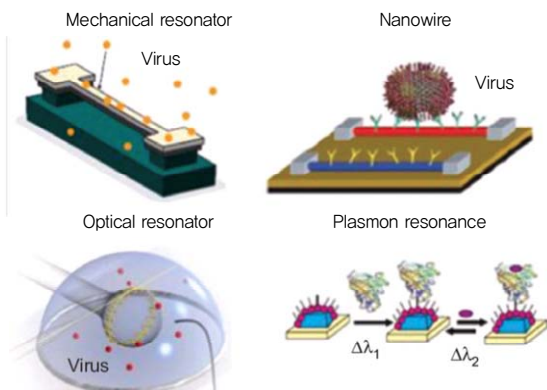 Mechanical resonator
Virus
Nanowire
Virus
Optical resonator
Virus
Plasmon resonance
Δλ1
Δλ2